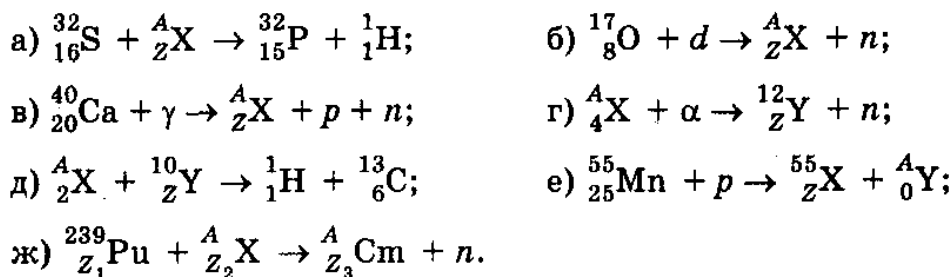 а) ³²₁₆S + ᴬ_ZX → ³²₁₅P + ¹₁H; б) ¹⁷₈O + d → ᴬ_ZX + n;
в) ⁴⁰₂₀Ca + γ → ᴬ_ZX + p + n; г) ᴬ₄X + α → ¹²_ZY + n;
д) ᴬ₂X + ¹⁰_ZY → ¹₁H + ¹³₆C; е) ⁵⁵₂₅Mn + p → ⁵⁵_ZX + ᴬ₀Y;
ж) ²³⁹_Z₁Pu + ᴬ_Z₂X → ᴬ_Z₃Cm + n.